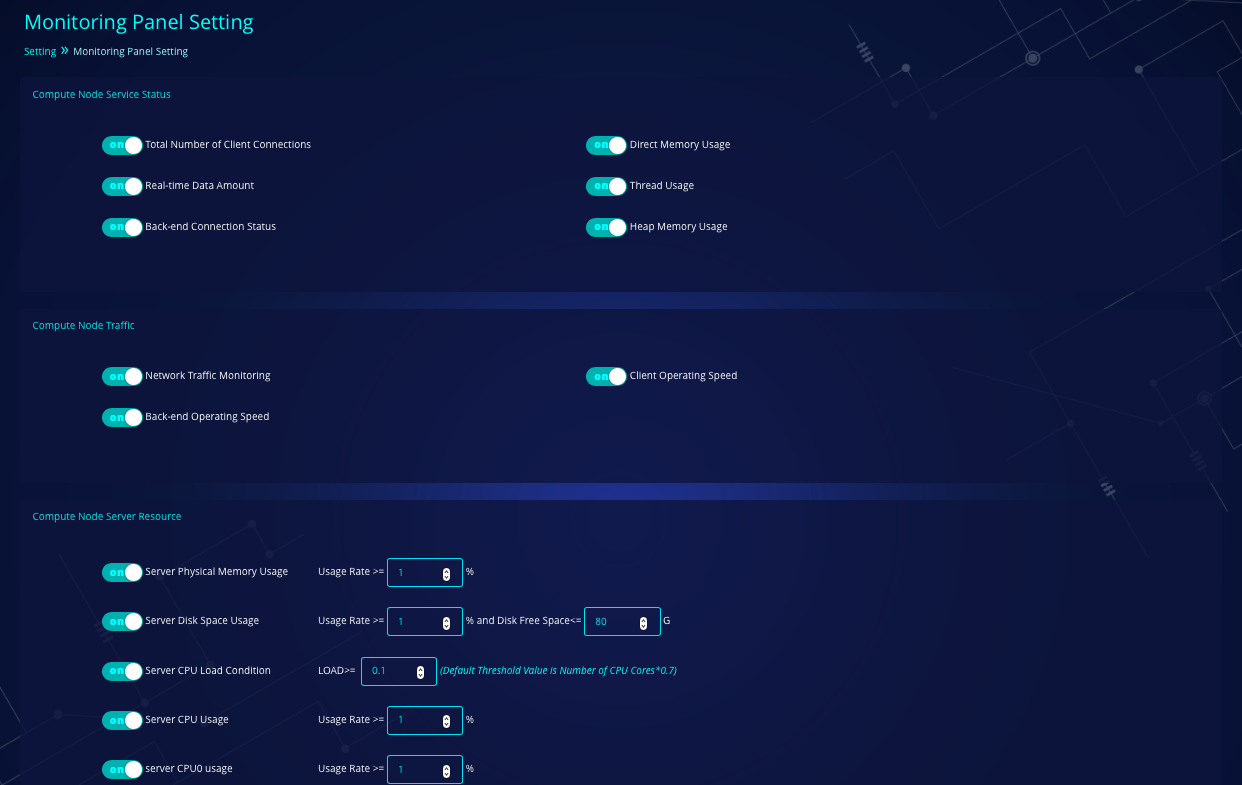 Monitoring Panel Setting
Setting » Monitoring Panel Setting
Compute Node Service Status
on Total Number of Client Connections on Direct Memory Usage
on Real-time Data Amount on Thread Usage
on Back-end Connection Status on Heap Memory Usage
Compute Node Traffic
on Network Traffic Monitoring on Client Operating Speed
on Back-end Operating Speed
Compute Node Server Resource
on Server Physical Memory Usage Usage Rate >= 1 %
on Server Disk Space Usage Usage Rate >= 1 % and Disk Free Space<= 80 G
on Server CPU Load Condition LOAD>= 0.1 (Default Threshold Value is Number of CPU Cores*0.7)
on Server CPU Usage Usage Rate >= 1 %
on server CPU0 usage Usage Rate >= 1 %